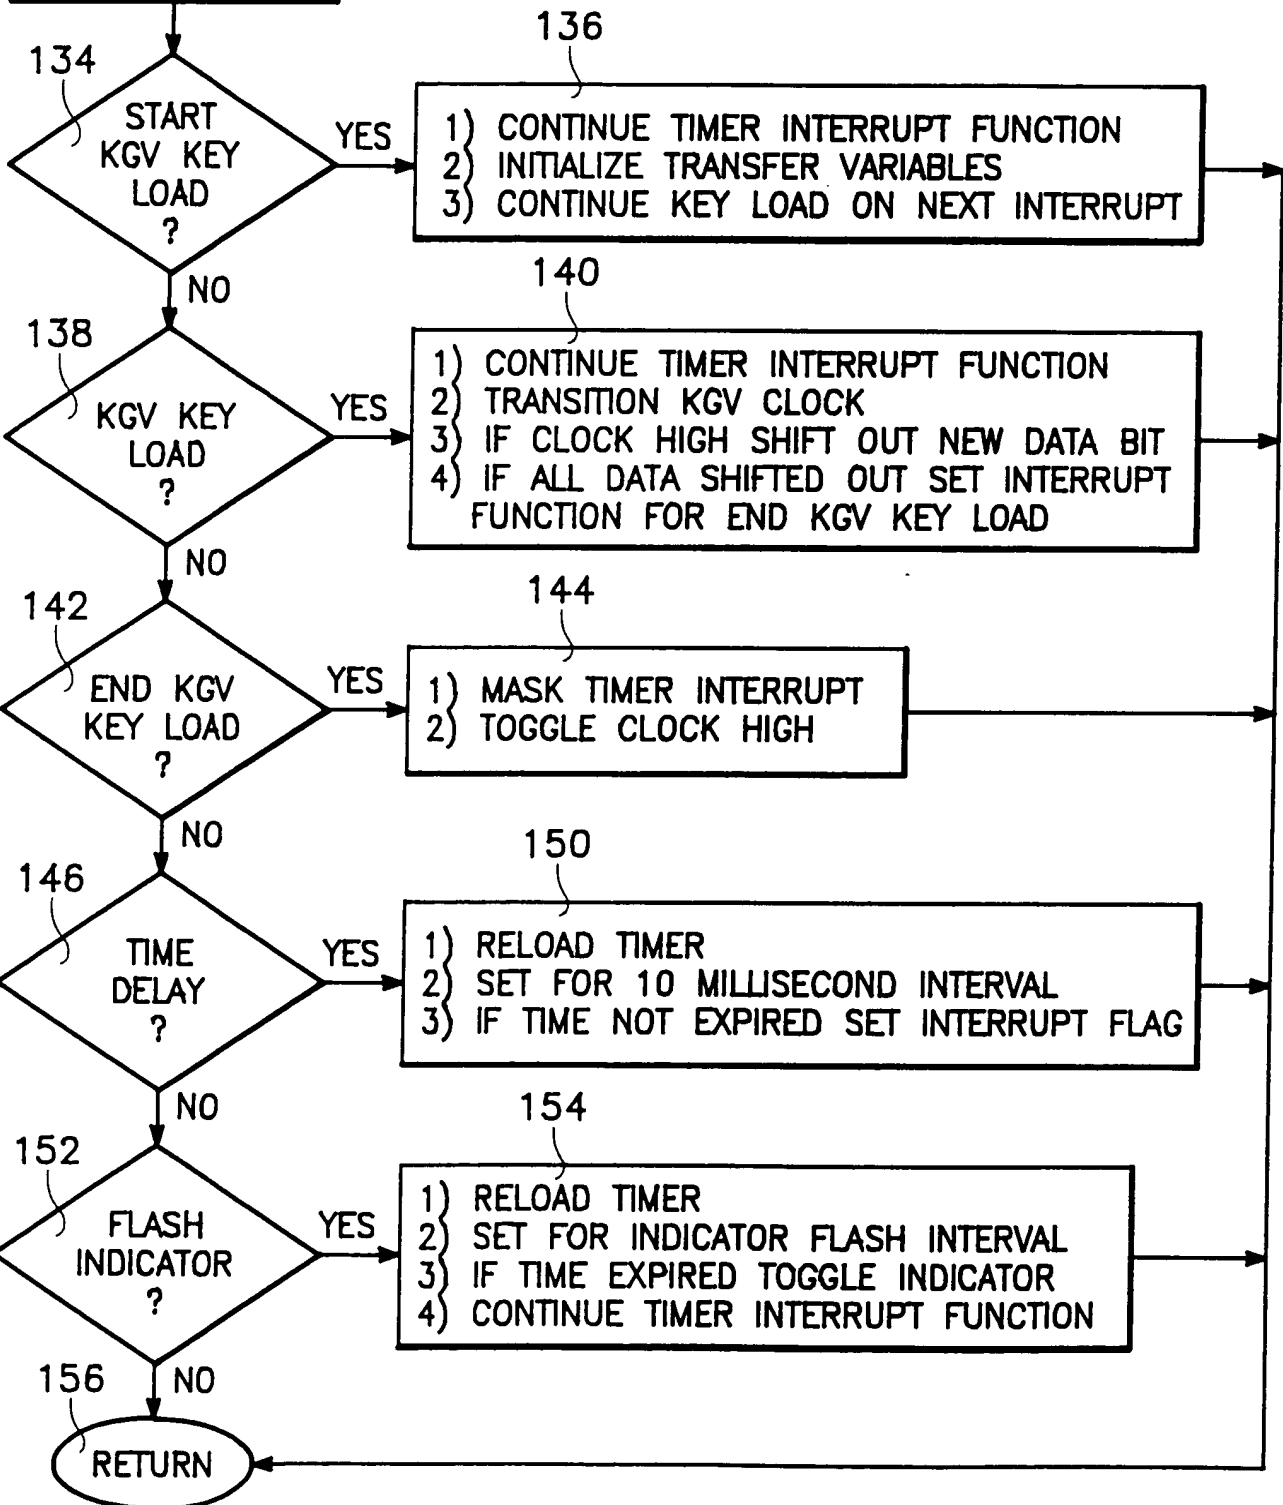 136
134
START
KGV KEY
LOAD
?
YES
1) CONTINUE TIMER INTERRUPT FUNCTION
2) INITIALIZE TRANSFER VARIABLES
3) CONTINUE KEY LOAD ON NEXT INTERRUPT
NO
140
138
KGV KEY
LOAD
?
YES
1) CONTINUE TIMER INTERRUPT FUNCTION
2) TRANSITION KGV CLOCK
3) IF CLOCK HIGH SHIFT OUT NEW DATA BIT
4) IF ALL DATA SHIFTED OUT SET INTERRUPT
FUNCTION FOR END KGV KEY LOAD
NO
144
142
END KGV
KEY LOAD
?
YES
1) MASK TIMER INTERRUPT
2) TOGGLE CLOCK HIGH
NO
150
146
TIME
DELAY
?
YES
1) RELOAD TIMER
2) SET FOR 10 MILLISECOND INTERVAL
3) IF TIME NOT EXPIRED SET INTERRUPT FLAG
NO
154
152
FLASH
INDICATOR
?
YES
1) RELOAD TIMER
2) SET FOR INDICATOR FLASH INTERVAL
3) IF TIME EXPIRED TOGGLE INDICATOR
4) CONTINUE TIMER INTERRUPT FUNCTION
NO
156
RETURN